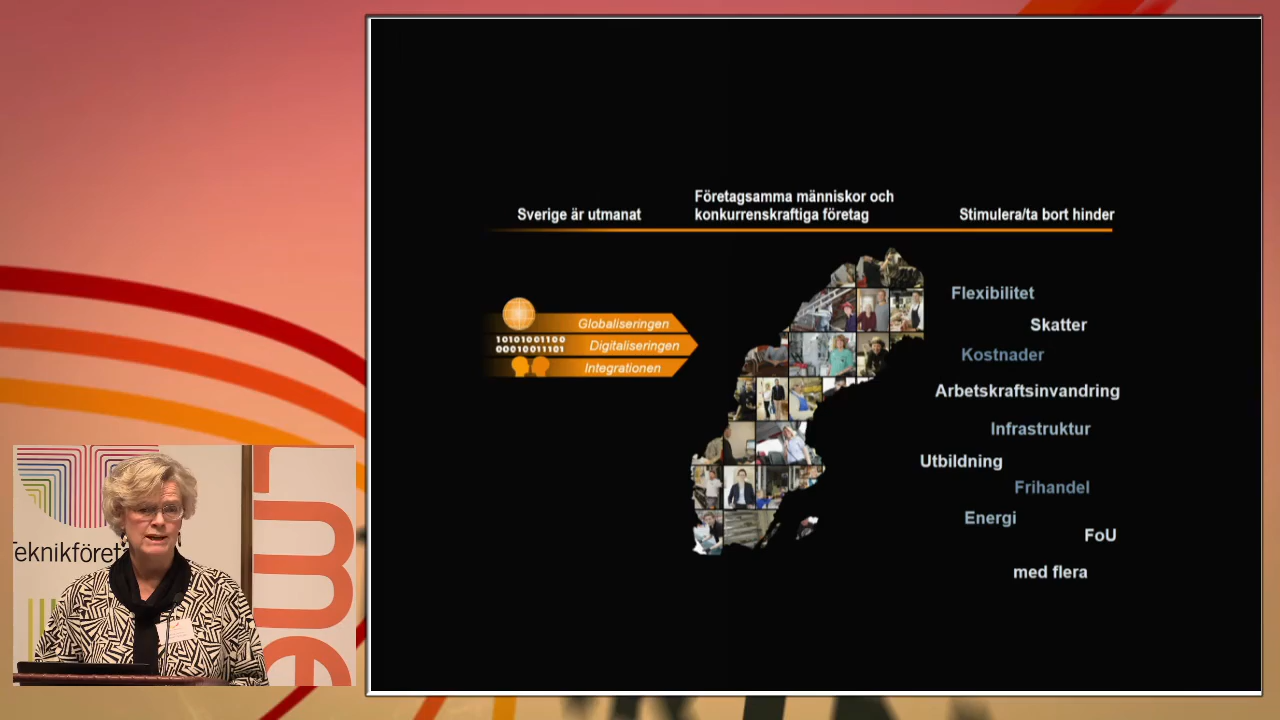 Sverige är utmanat
Företagsamma människor och
konkurrenskraftiga företag
Stimulera/ta bort hinder
Globaliseringen
10101001100
00010011101
Digitaliseringen
Integrationen
Flexibilitet
Skatter
Kostnader
Arbetskraftsinvandring
Infrastruktur
Utbildning
Frihandel
Energi
FoU
med flera
Teknikföret